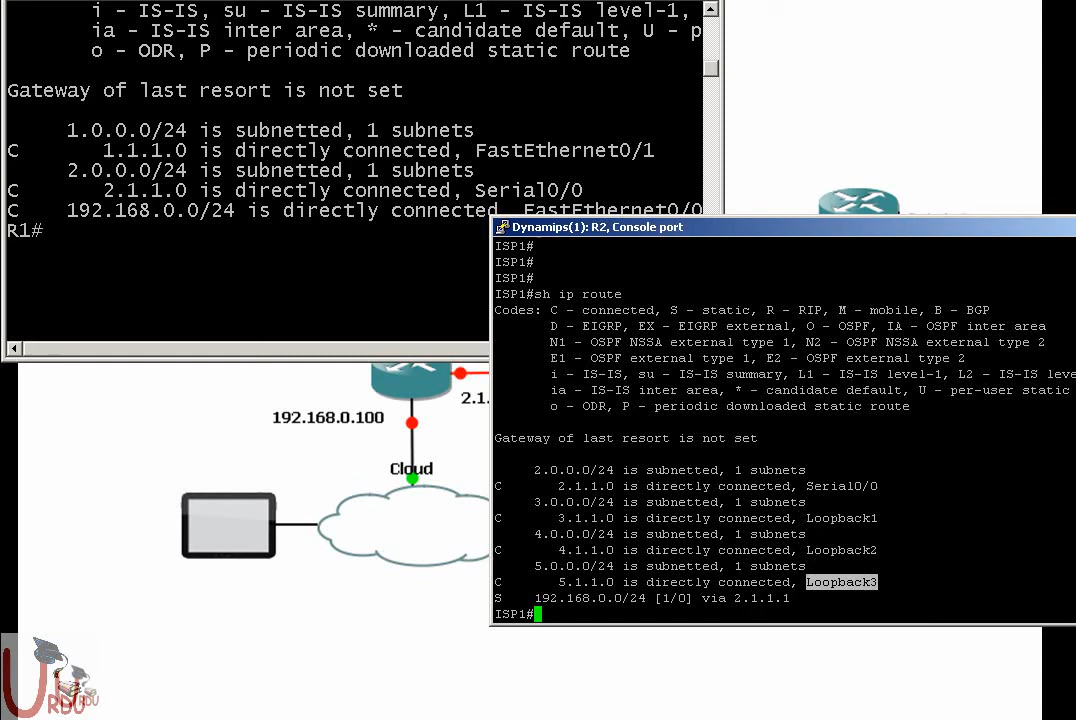 i - IS-IS, su - IS-IS summary, L1 - IS-IS level-1,
ia - IS-IS inter area, * - candidate default, U - p
o - ODR, P - periodic downloaded static route
Gateway of last resort is not set
1.0.0.0/24 is subnetted, 1 subnets
C 1.1.1.0 is directly connected, FastEthernet0/1
2.0.0.0/24 is subnetted, 1 subnets
C 2.1.1.0 is directly connected, Serial0/0
C 192.168.0.0/24 is directly connected, FastEthernet0/0
R1#
Dynamips(1): R2, Console port
ISP1#
ISP1#
ISP1#
ISP1#sh ip route
Codes: C - connected, S - static, R - RIP, M - mobile, B - BGP
D - EIGRP, EX - EIGRP external, O - OSPF, IA - OSPF inter area
N1 - OSPF NSSA external type 1, N2 - OSPF NSSA external type 2
E1 - OSPF external type 1, E2 - OSPF external type 2
i - IS-IS, su - IS-IS summary, L1 - IS-IS level-1, L2 - IS-IS leve
ia - IS-IS inter area, * - candidate default, U - per-user static
o - ODR, P - periodic downloaded static route
Gateway of last resort is not set
2.0.0.0/24 is subnetted, 1 subnets
C 2.1.1.0 is directly connected, Serial0/0
3.0.0.0/24 is subnetted, 1 subnets
C 3.1.1.0 is directly connected, Loopback1
4.0.0.0/24 is subnetted, 1 subnets
C 4.1.1.0 is directly connected, Loopback2
5.0.0.0/24 is subnetted, 1 subnets
C 5.1.1.0 is directly connected, Loopback3
S 192.168.0.0/24 [1/0] via 2.1.1.1
ISP1#
2.1.
192.168.0.100
Cloud
URDU